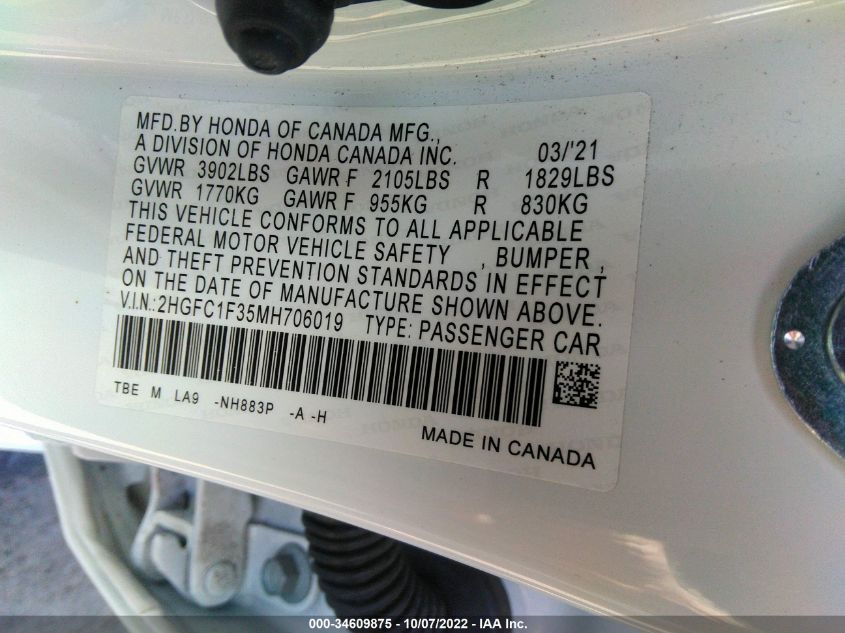 MFD.BY HONDA OF CANADA MFG.,
A DIVISION OF HONDA CANADA INC. 03/'21
GVWR 3902LBS GAWR F 2105LBS R 1829LBS
GVWR 1770KG GAWR F 955KG R 830KG
THIS VEHICLE CONFORMS TO ALL APPLICABLE
FEDERAL MOTOR VEHICLE SAFETY , BUMPER ,
AND THEFT PREVENTION STANDARDS IN EFFECT
ON THE DATE OF MANUFACTURE SHOWN ABOVE.
V.I.N.:2HGFC1F35MH706019 TYPE: PASSENGER CAR
TBE M LA9 -NH883P -A -H
MADE IN CANADA
000-34609875 - 10/07/2022 - IAA Inc.